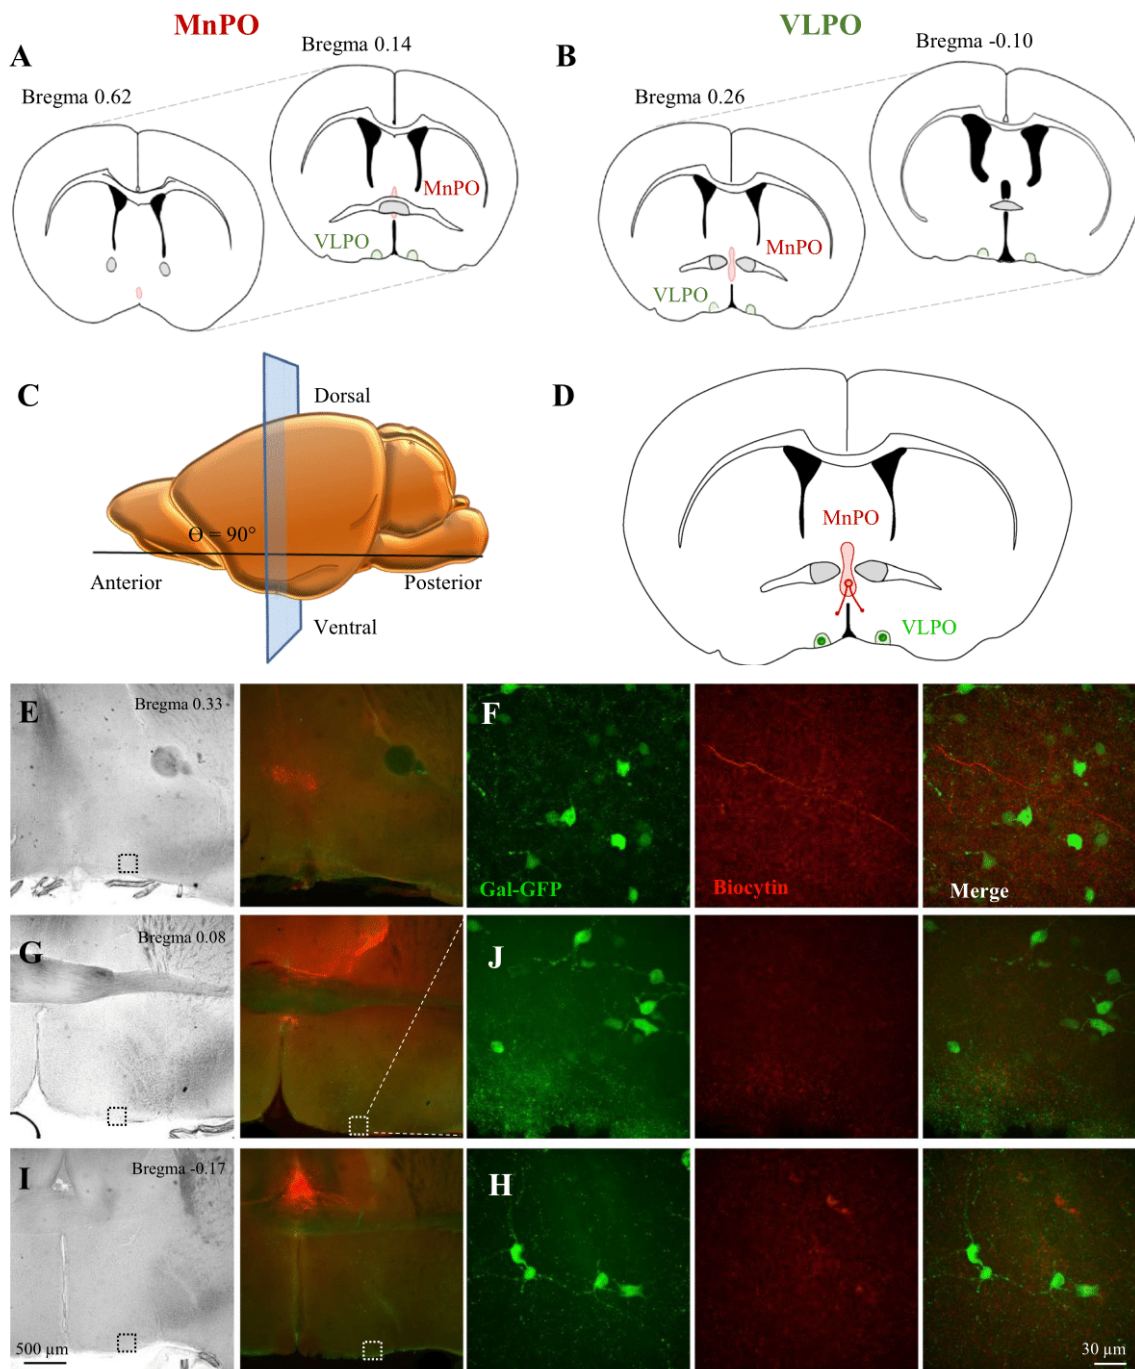 MnPO
VLPO
A
Bregma 0.62
Bregma 0.14
MnPO
VLPO
B
Bregma 0.26
Bregma -0.10
MnPO
VLPO
C
Dorsal
Θ = 90°
Anterior
Posterior
Ventral
D
MnPO
VLPO
E
Bregma 0.33
F
Gal-GFP
Biocytin
Merge
G
Bregma 0.08
J
I
Bregma -0.17
500 µm
H
30 µm